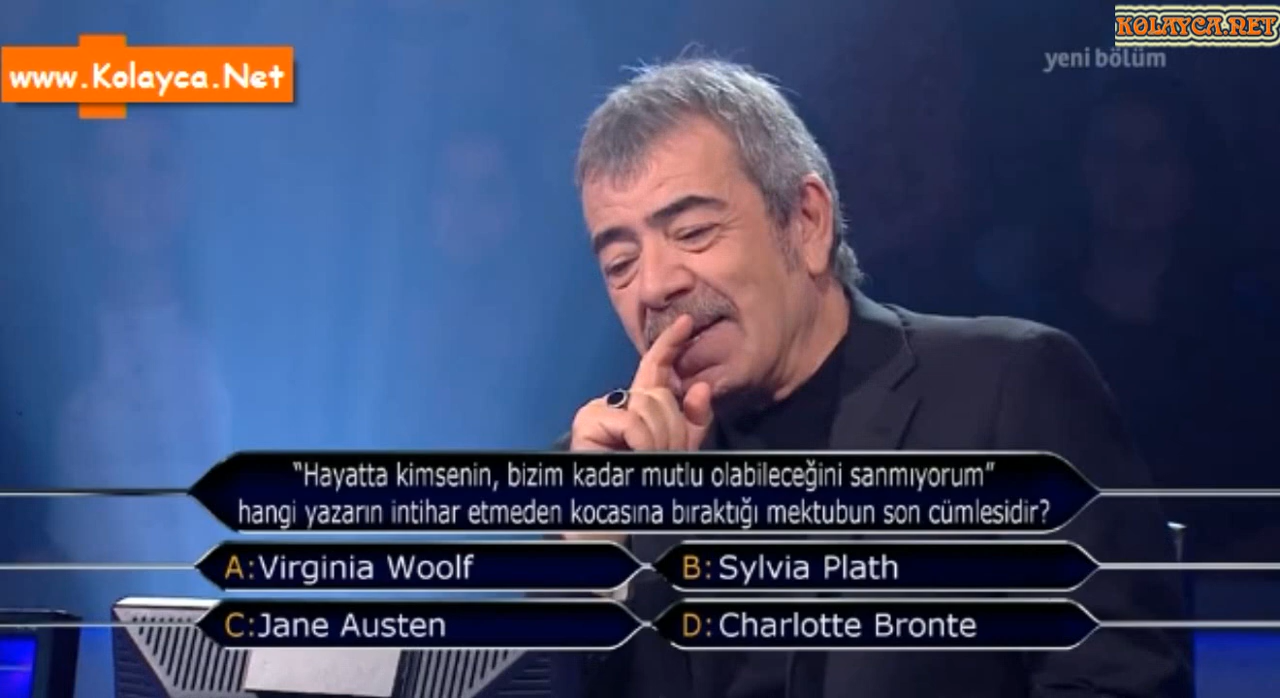 KOLAYCA.NET
www.Kolayca.Net
yeni bölüm
"Hayatta kimsenin, bizim kadar mutlu olabileceğini sanmıyorum"
hangi yazarın intihar etmeden kocasına bıraktığı mektubun son cümlesidir?
A:Virginia Woolf
B:Sylvia Plath
C:Jane Austen
D:Charlotte Bronte